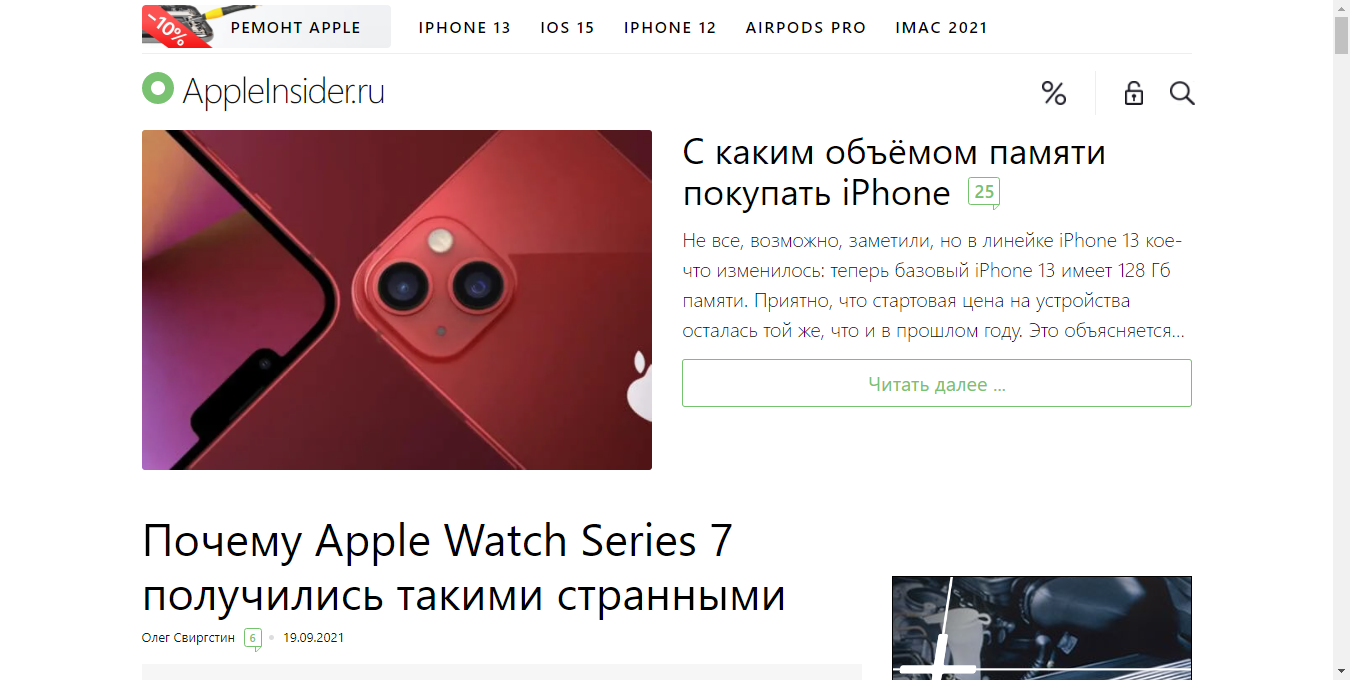 -10%
РЕМОНТ APPLE
IPHONE 13
IOS 15
IPHONE 12
AIRPODS PRO
IMAC 2021
AppleInsider.ru
%
С каким объёмом памяти
покупать iPhone 25
Не все, возможно, заметили, но в линейке iPhone 13 кое-
что изменилось: теперь базовый iPhone 13 имеет 128 Гб
памяти. Приятно, что стартовая цена на устройства
осталась той же, что и в прошлом году. Это объясняется...
Читать далее ...
Почему Apple Watch Series 7
получились такими странными
Олег Свиргстин 6 19.09.2021